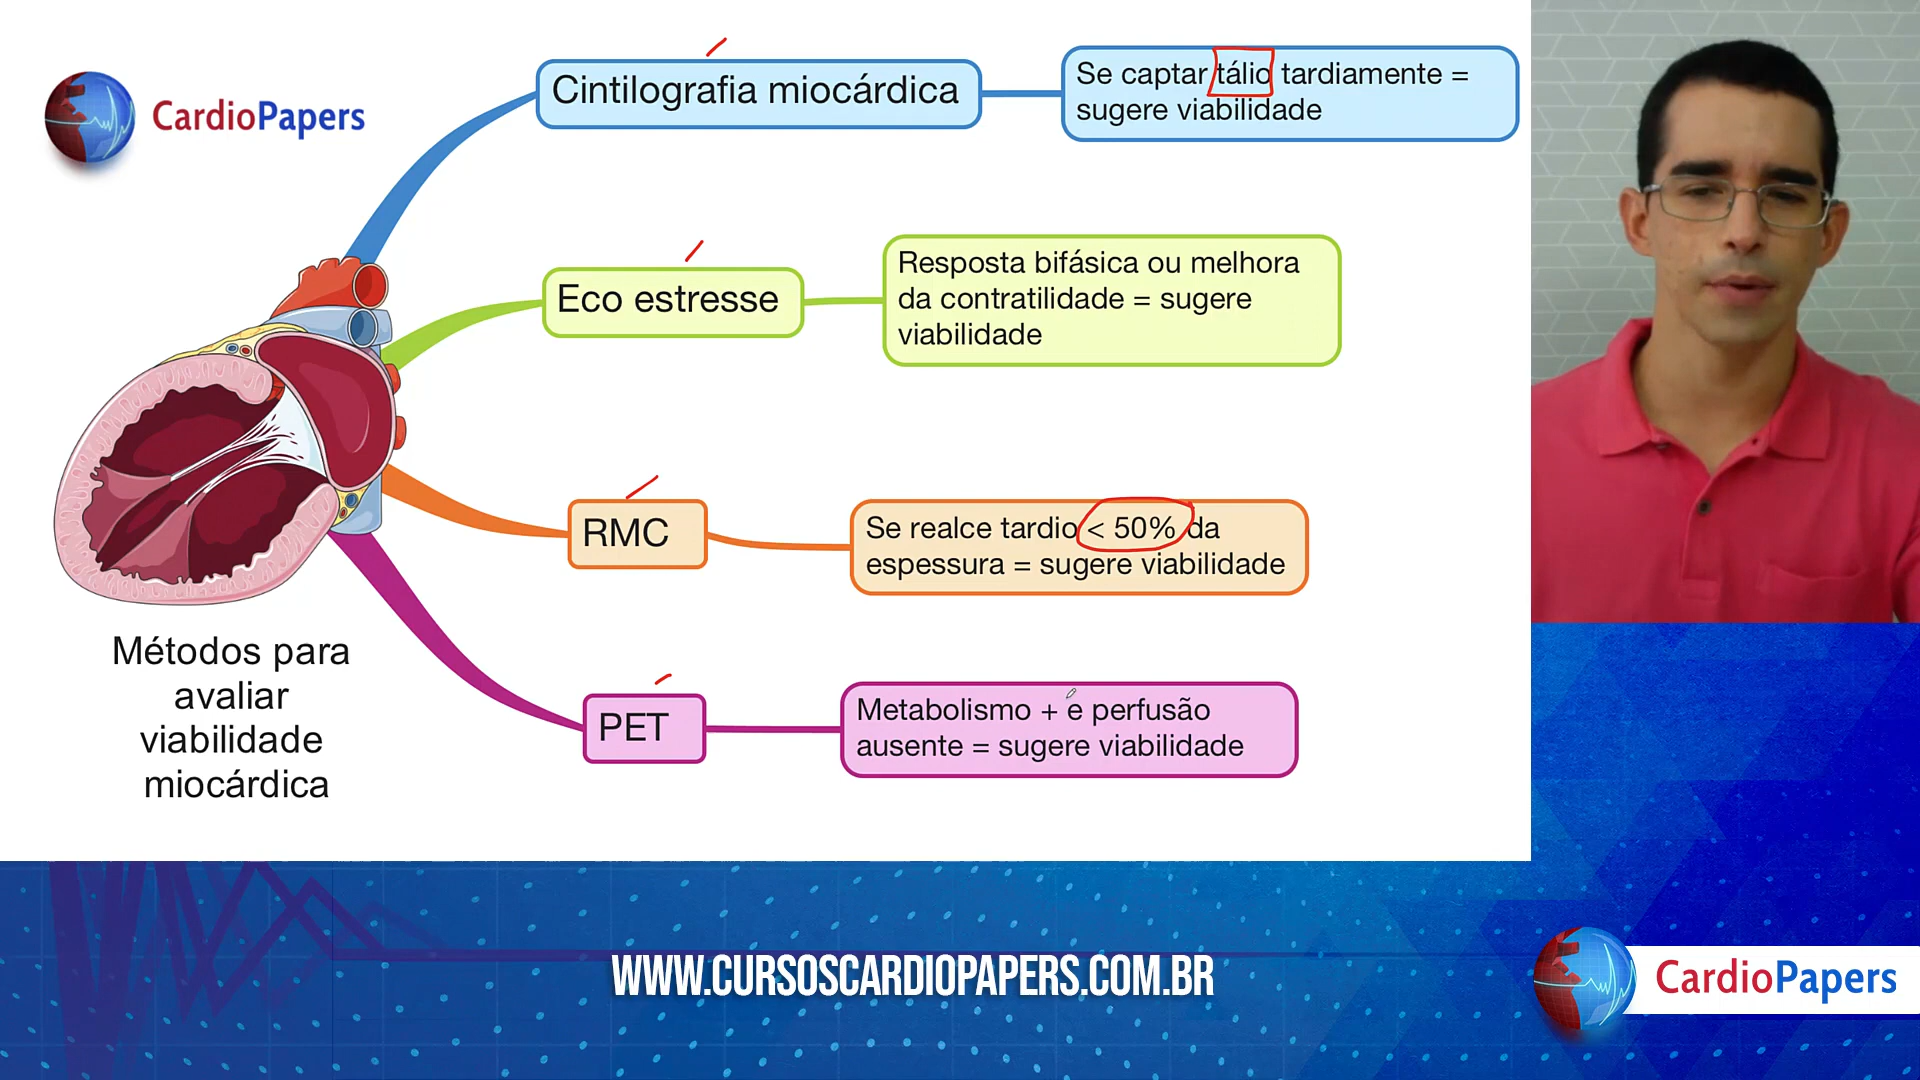 CardioPapers
Cintilografia miocárdica
Se captar tálio tardiamente =
sugere viabilidade
Eco estresse
Resposta bifásica ou melhora
da contratilidade = sugere
viabilidade
RMC
Se realce tardio < 50% da
espessura = sugere viabilidade
PET
Metabolismo + e perfusão
ausente = sugere viabilidade
Métodos para
avaliar
viabilidade
miocárdica
WWW.CURSOSCARDIOPAPERS.COM.BR
CardioPapers